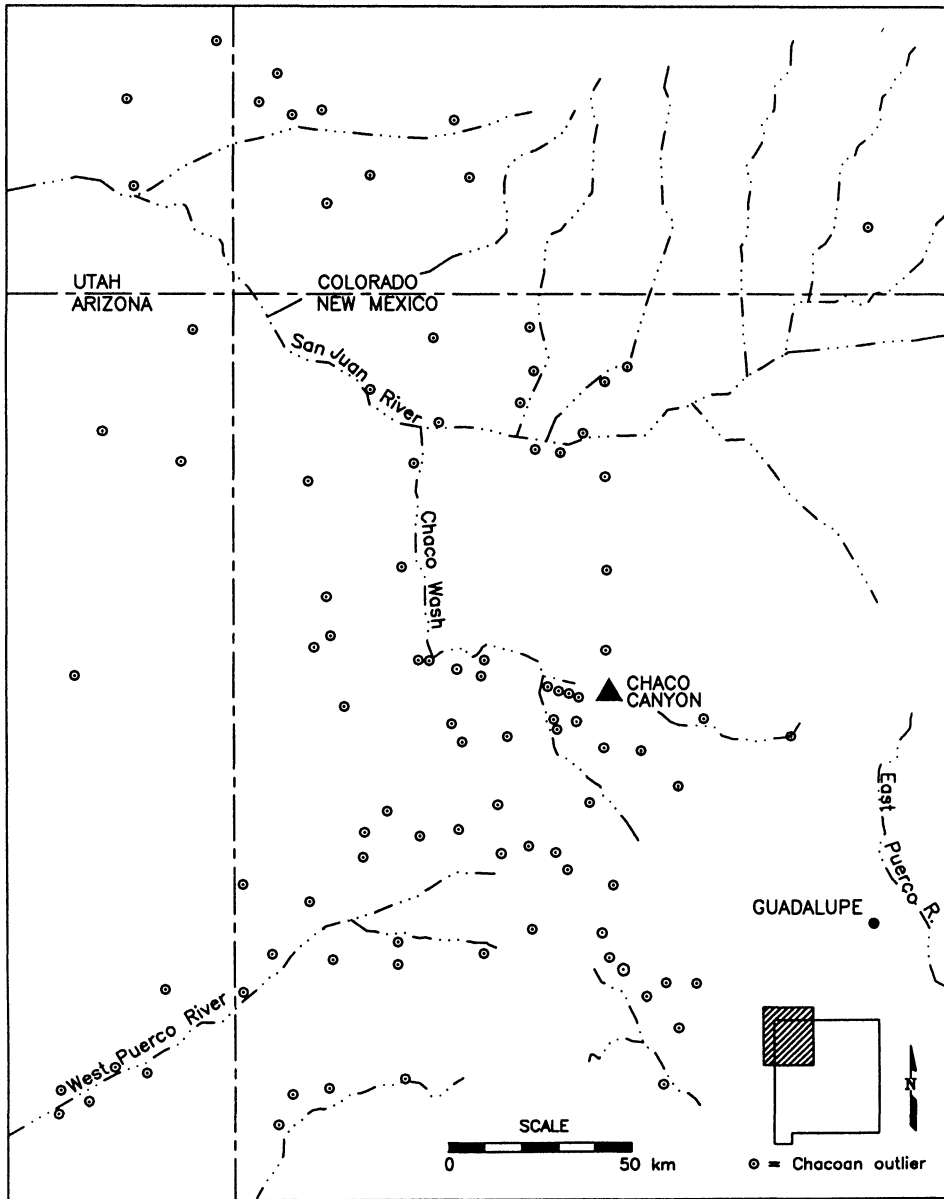 UTAH
ARIZONA
COLORADO
NEW MEXICO
San Juan River
Chaco Wash
CHACO
CANYON
East Puerco R.
GUADALUPE
West Puerco River
N
SCALE
0 50 km
= Chacoan outlier